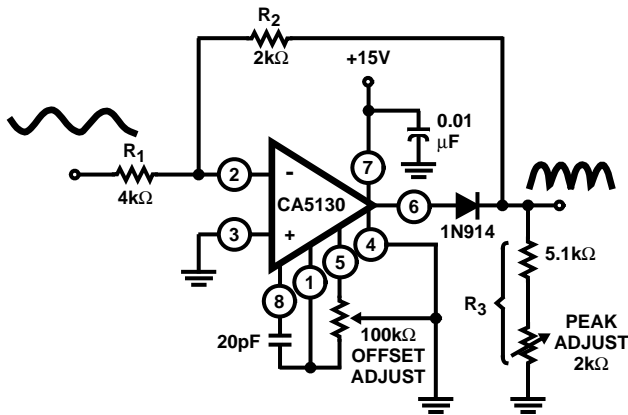 R2
2kΩ
+15V
0.01
μF
R1
4kΩ
2
-
7
CA5130
6
1N914
3
+
4
5
1
8
5.1kΩ
R3
20pF
100kΩ
OFFSET
ADJUST
PEAK
ADJUST
2kΩ